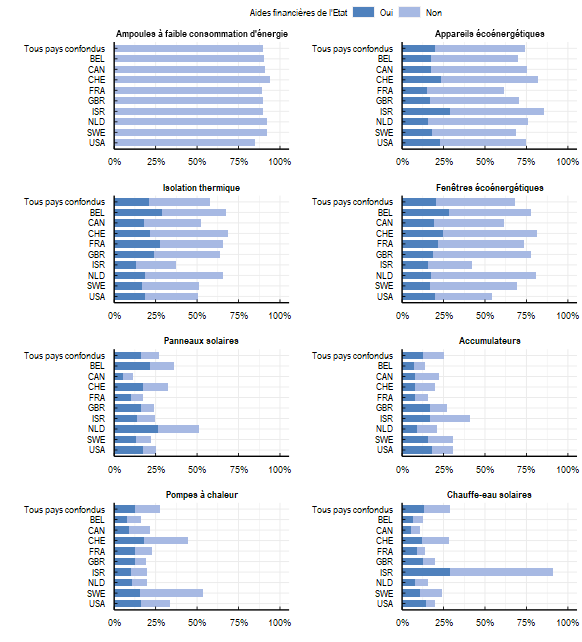 Aides financières de l'Etat Oui Non
Ampoules à faible consommation d'énergie
Tous pays confondus
BEL
CAN
CHE
FRA
GBR
ISR
NLD
SWE
USA
0% 25% 50% 75% 100%
Appareils écoénergétiques
Tous pays confondus
BEL
CAN
CHE
FRA
GBR
ISR
NLD
SWE
USA
0% 25% 50% 75% 100%
Isolation thermique
Tous pays confondus
BEL
CAN
CHE
FRA
GBR
ISR
NLD
SWE
USA
0% 25% 50% 75% 100%
Fenêtres écoénergétiques
Tous pays confondus
BEL
CAN
CHE
FRA
GBR
ISR
NLD
SWE
USA
0% 25% 50% 75% 100%
Panneaux solaires
Tous pays confondus
BEL
CAN
CHE
FRA
GBR
ISR
NLD
SWE
USA
0% 25% 50% 75% 100%
Accumulateurs
Tous pays confondus
BEL
CAN
CHE
FRA
GBR
ISR
NLD
SWE
USA
0% 25% 50% 75% 100%
Pompes à chaleur
Tous pays confondus
BEL
CAN
CHE
FRA
GBR
ISR
NLD
SWE
USA
0% 25% 50% 75% 100%
Chauffe-eau solaires
Tous pays confondus
BEL
CAN
CHE
FRA
GBR
ISR
NLD
SWE
USA
0% 25% 50% 75% 100%